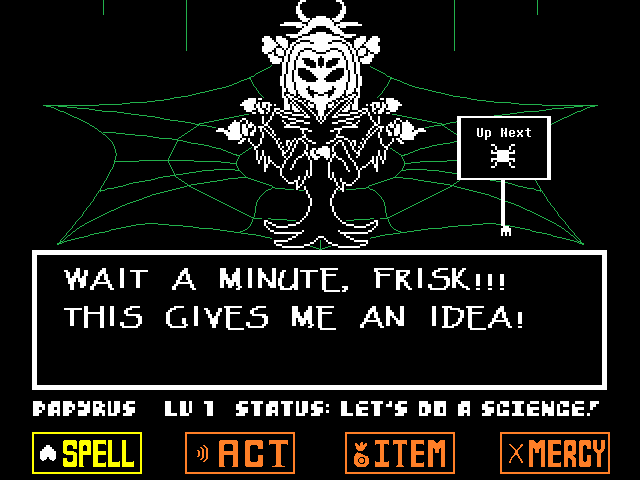 Up Next
WAIT A MINUTE, FRISK!!!
THIS GIVES ME AN IDEA!
PAPYRUS LV 1 STATUS: LET'S DO A SCIENCE!
SPELL ACT ITEM MERCY